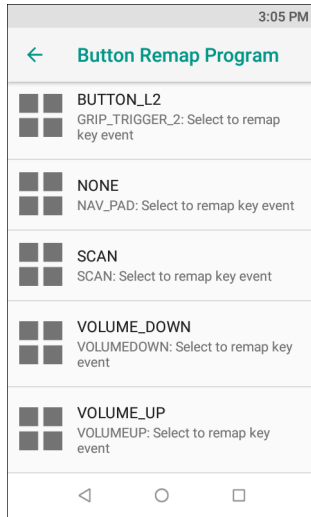 3:05 PM
Button Remap Program
BUTTON_L2
GRIP_TRIGGER_2: Select to remap
key event
NONE
NAV_PAD: Select to remap key event
SCAN
SCAN: Select to remap key event
VOLUME_DOWN
VOLUMEDOWN: Select to remap key
event
VOLUME_UP
VOLUMEUP: Select to remap key
event